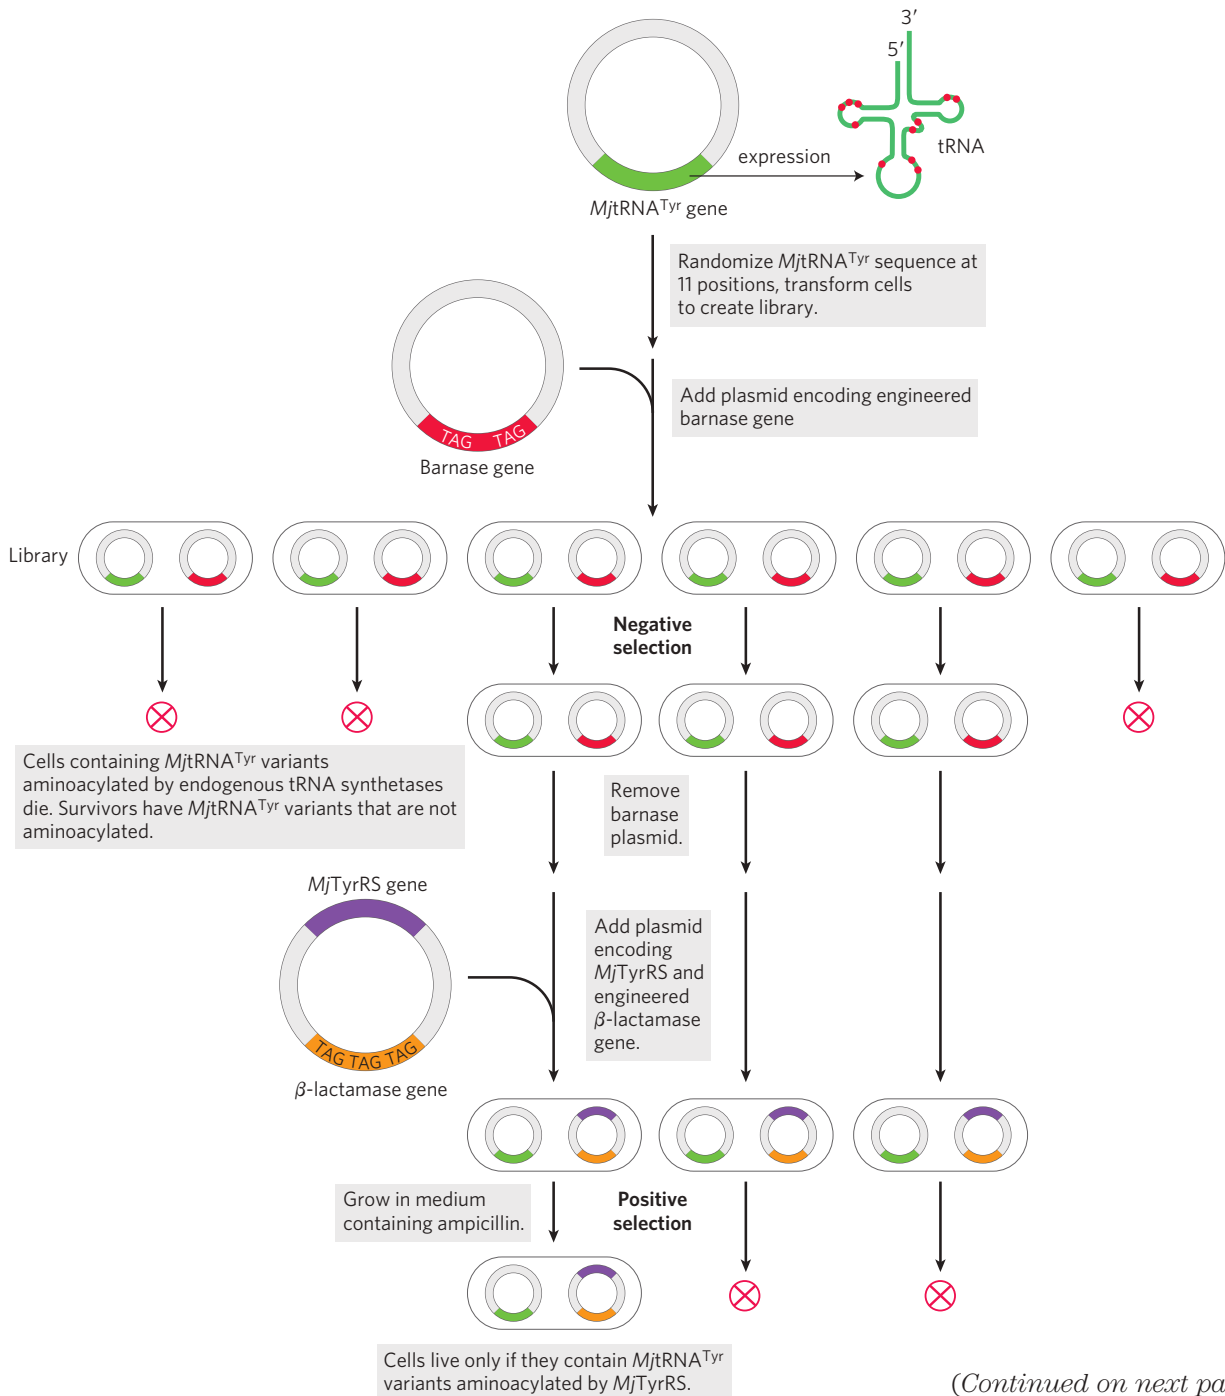 3′
5′
tRNA
expression
MjtRNATyr gene
Randomize MjtRNATyr sequence at
11 positions, transform cells
to create library.
Add plasmid encoding engineered
barnase gene
TAG TAG
Barnase gene
Library
Negative
selection
Cells containing MjtRNATyr variants
aminoacylated by endogenous tRNA synthetases
die. Survivors have MjtRNATyr variants that are not
aminoacylated.
Remove
barnase
plasmid.
MjTyrRS gene
Add plasmid
encoding
MjTyrRS and
engineered
β-lactamase
gene.
TAG TAG TAG
β-lactamase gene
Grow in medium
containing ampicillin.
Positive
selection
Cells live only if they contain MjtRNATyr
variants aminoacylated by MjTyrRS.
(Continued on next pa